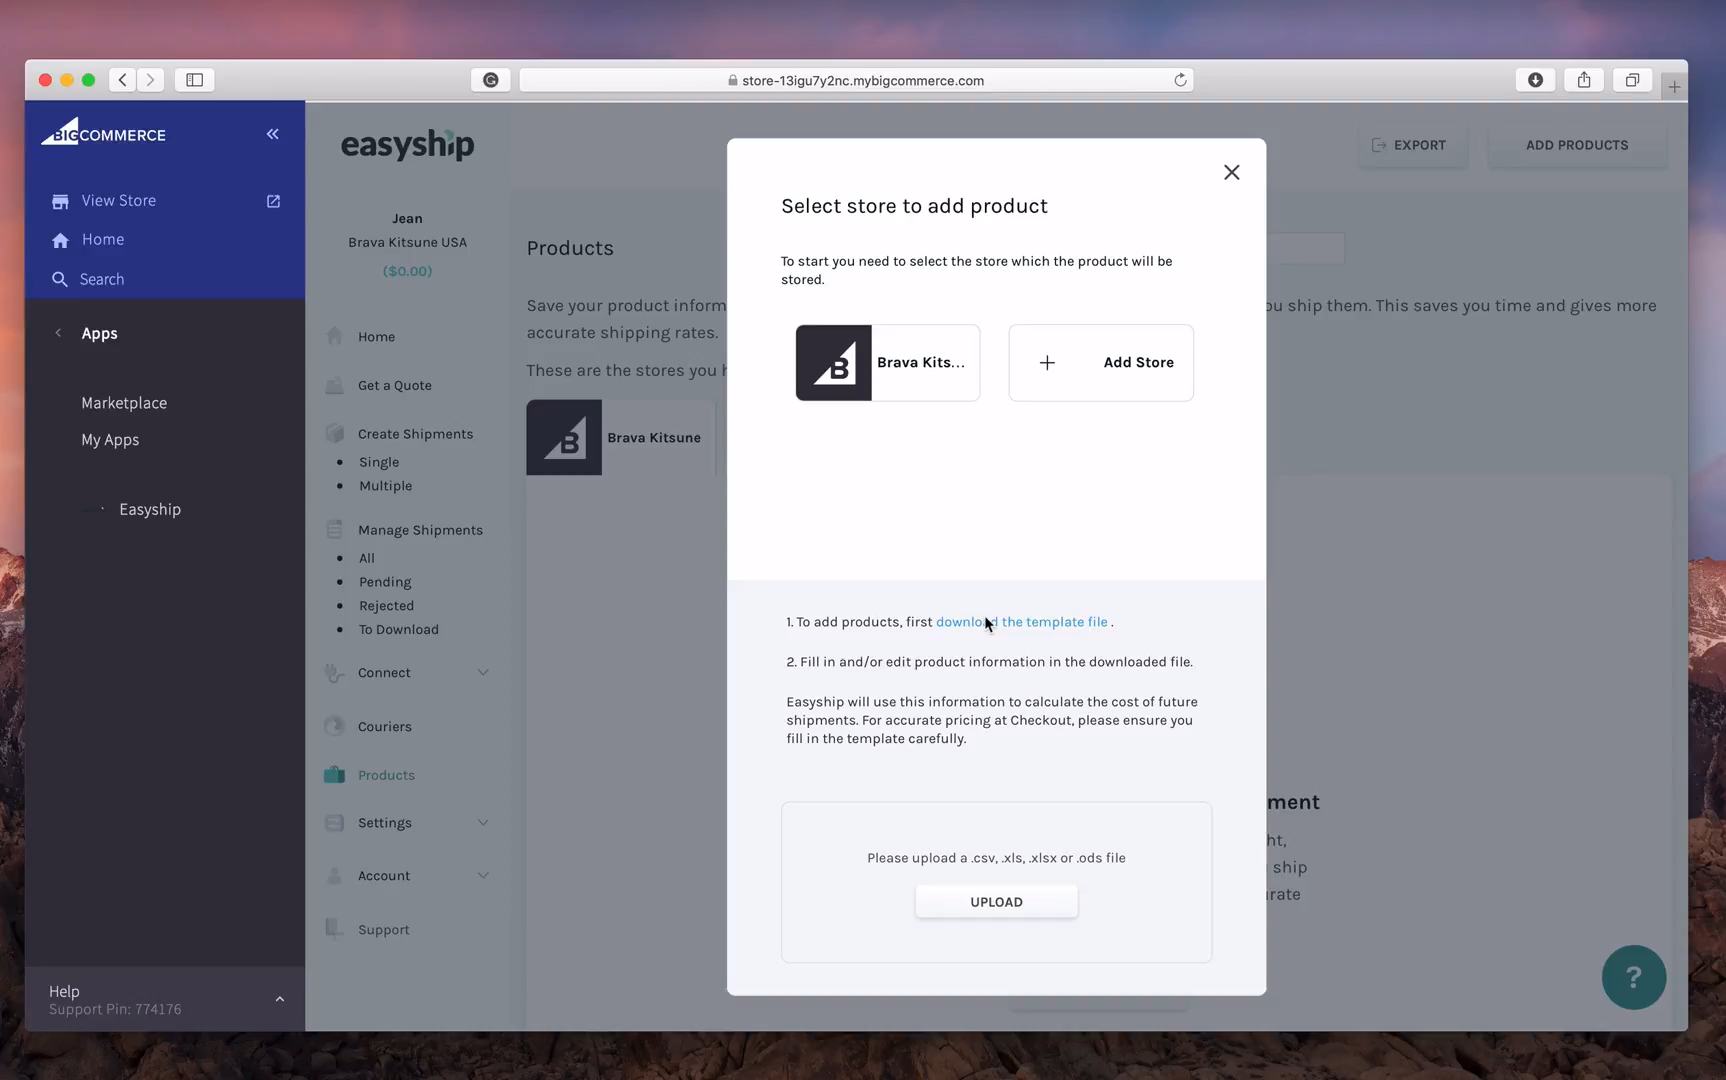 store-13igu7y2nc.mybigcommerce.com
BIGCOMMERCE
View Store
Home
Search
Apps
Marketplace
My Apps
Easyship
Help
Support Pin: 774176
easyship
Jean
Brava Kitsune USA
($0.00)
Home
Get a Quote
Create Shipments
Single
Multiple
Manage Shipments
All
Pending
Rejected
To Download
Connect
Couriers
Products
Settings
Account
Support
EXPORT
ADD PRODUCTS
Products
Save your product inform
ou ship them. This saves you time and gives more
accurate shipping rates.
These are the stores you h
B
Brava Kitsune
ment
ht,
ship
rate
Select store to add product
To start you need to select the store which the product will be
stored.
B
Brava Kits...
+ Add Store
1. To add products, first download the template file .
2. Fill in and/or edit product information in the downloaded file.
Easyship will use this information to calculate the cost of future
shipments. For accurate pricing at Checkout, please ensure you
fill in the template carefully.
Please upload a .csv, .xls, .xlsx or .ods file
UPLOAD
?